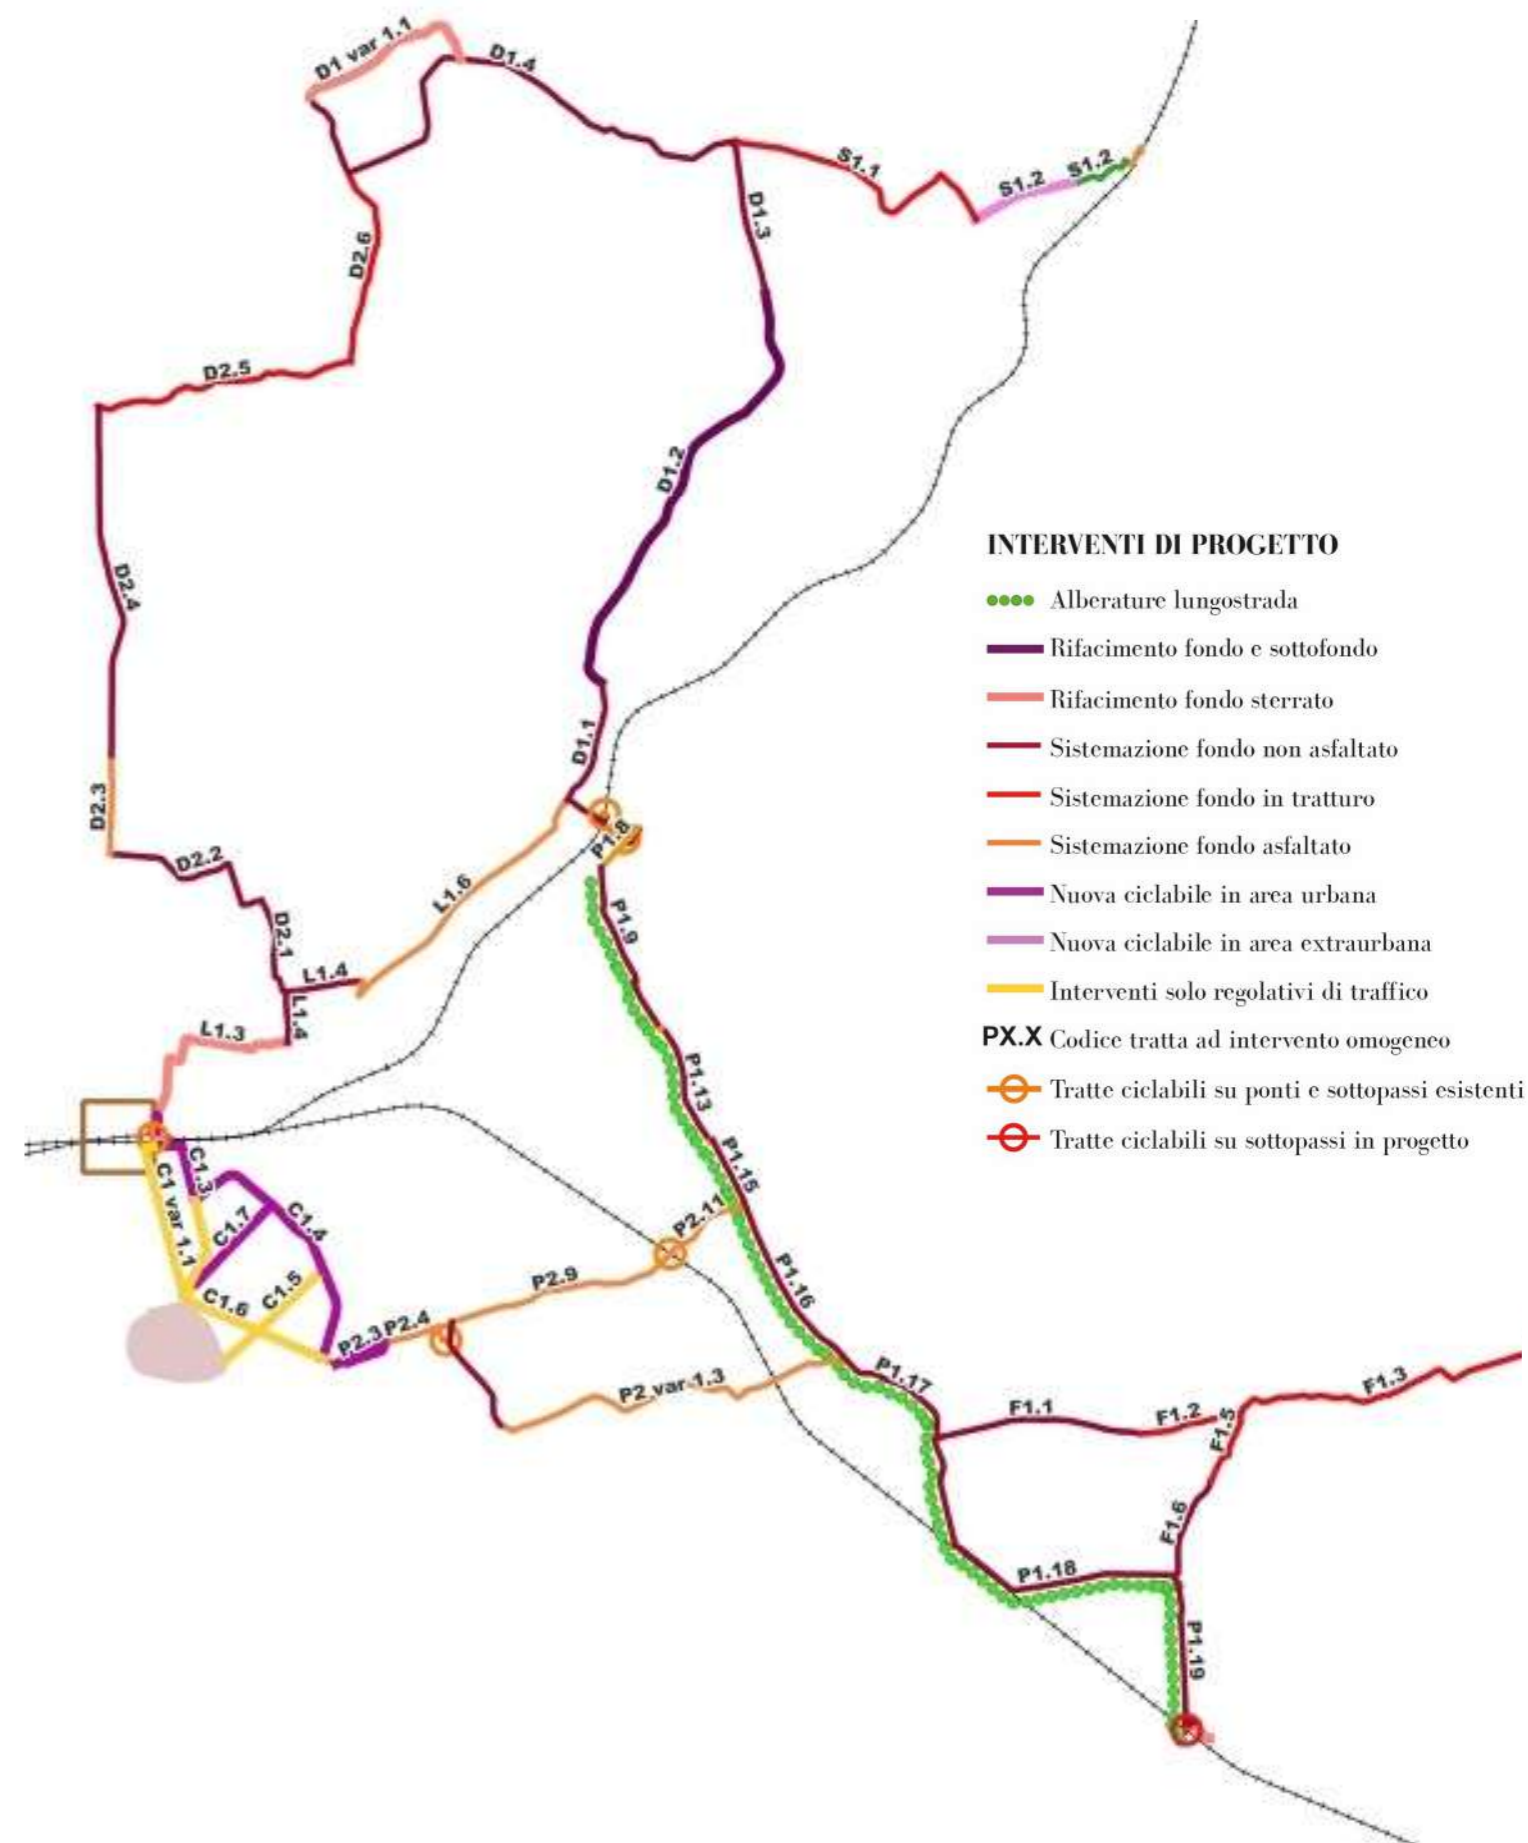 D1 var 1.1
D1.4
S1.1
S1.2
S1.2
D1.3
D2.6
D2.5
D1.2
D2.4
D1.1
D2.3
P1.8
D2.2
L1.6
D2.1
P1.9
L1.4
L1.4
L1.3
P1.13
C1.3
P1.15
C1 var 1.1
C1.7
C1.4
P2.11
P1.16
P2.9
C1.5
C1.6
P2.3
P2.4
P2 var 1.3
P1.17
F1.1
F1.2
F1.5
F1.3
F1.6
P1.18
P1.19
INTERVENTI DI PROGETTO
Alberature lungostrada
Rifacimento fondo e sottofondo
Rifacimento fondo sterrato
Sistemazione fondo non asfaltato
Sistemazione fondo in tratturo
Sistemazione fondo asfaltato
Nuova ciclabile in area urbana
Nuova ciclabile in area extraurbana
Interventi solo regolativi di traffico
PX.X Codice tratta ad intervento omogeneo
Tratte ciclabili su ponti e sottopassi esistenti
Tratte ciclabili su sottopassi in progetto